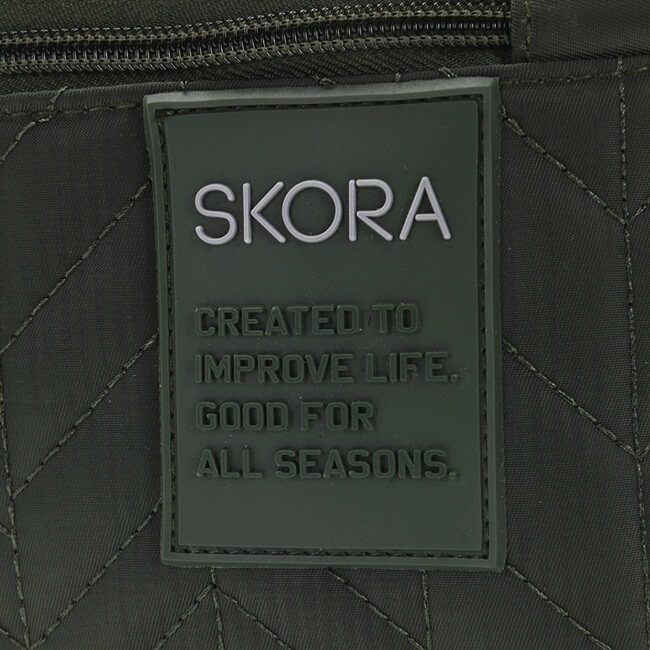 SKORA
CREATED TO
IMPROVE LIFE.
GOOD FOR
ALL SEASONS.